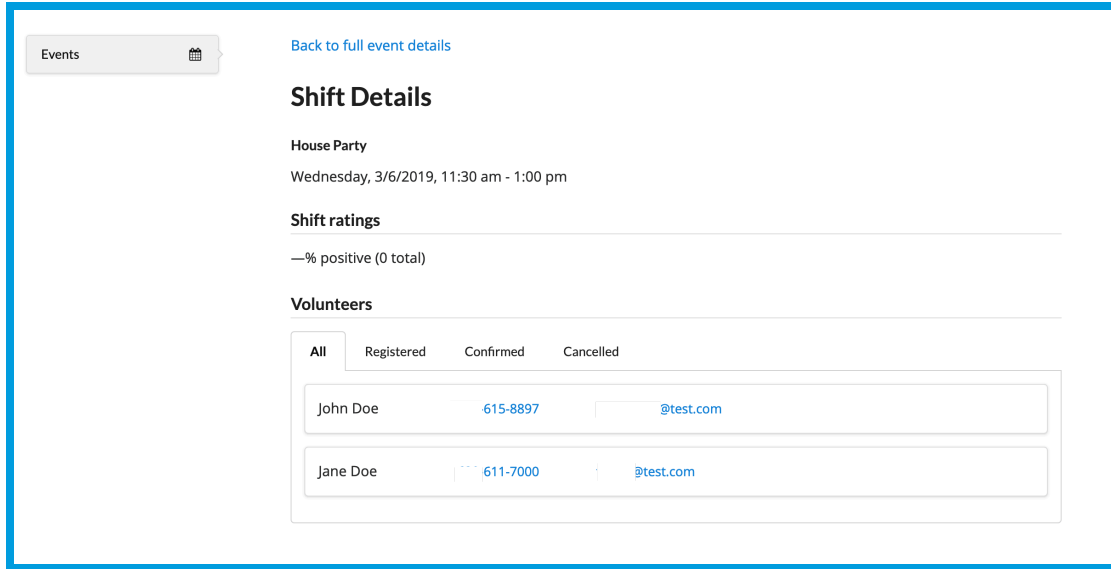 Events
Back to full event details
Shift Details
House Party
Wednesday, 3/6/2019, 11:30 am - 1:00 pm
Shift ratings
—% positive (0 total)
Volunteers
All Registered Confirmed Cancelled
John Doe 615-8897 @test.com
Jane Doe 611-7000 @test.com